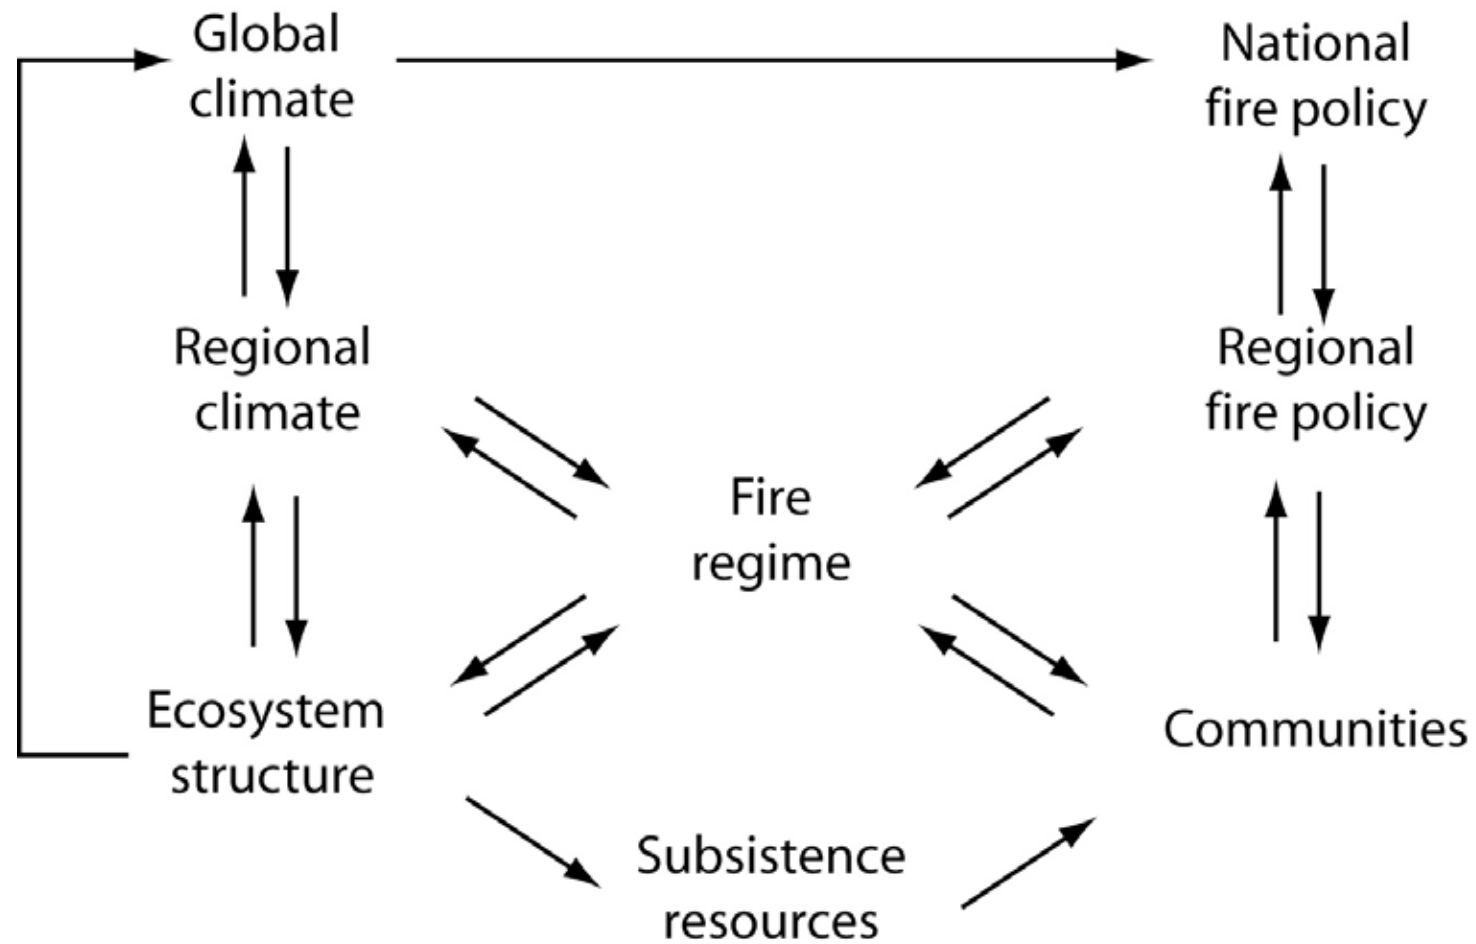 Global
climate
National
fire policy
Regional
climate
Regional
fire policy
Fire
regime
Ecosystem
structure
Communities
Subsistence
resources